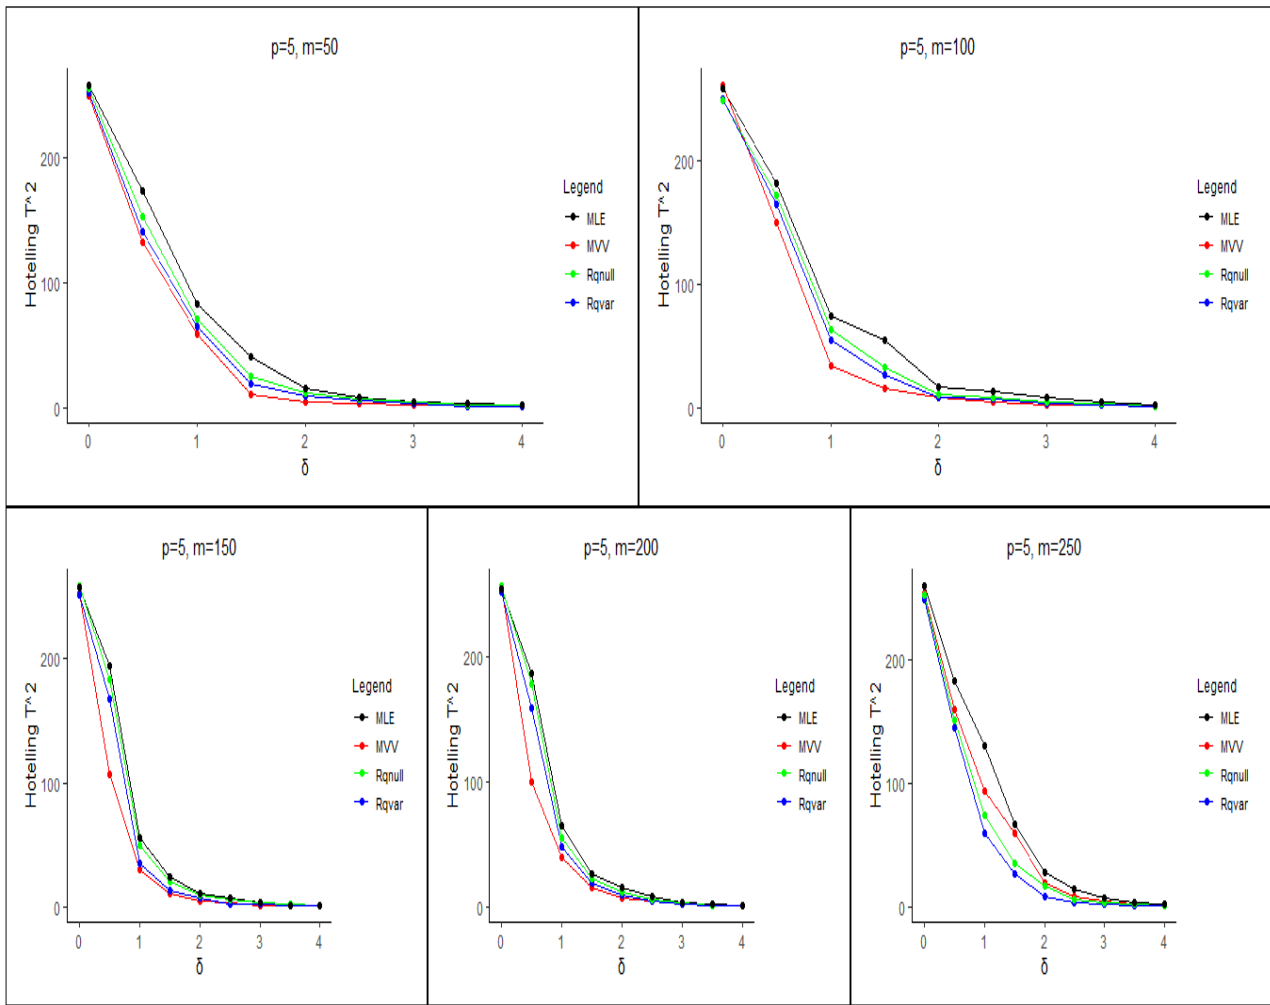 p=5, m=50
Hotelling T^2
200
100
0
0 1 2 3 4
δ
Legend
MLE
MVV
Rqnull
Rqvar
p=5, m=100
Hotelling T^2
200
100
0
0 1 2 3 4
δ
Legend
MLE
MVV
Rqnull
Rqvar
p=5, m=150
Hotelling T^2
200
100
0
0 1 2 3 4
δ
Legend
MLE
MVV
Rqnull
Rqvar
p=5, m=200
Hotelling T^2
200
100
0
0 1 2 3 4
δ
Legend
MLE
MVV
Rqnull
Rqvar
p=5, m=250
Hotelling T^2
200
100
0
0 1 2 3 4
δ
Legend
MLE
MVV
Rqnull
Rqvar